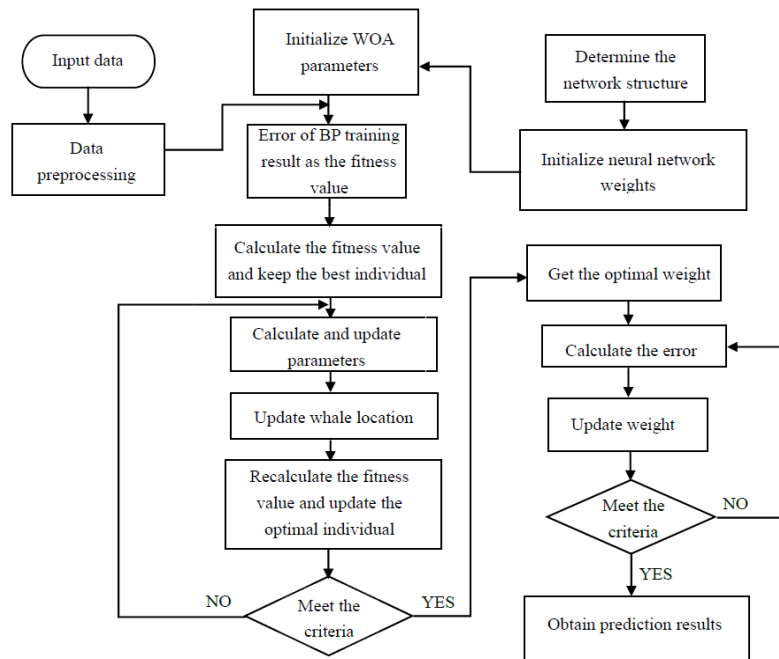 Input data
Data
preprocessing
Initialize WOA
parameters
Determine the
network structure
Initialize neural network
weights
Error of BP training
result as the fitness
value
Calculate the fitness value
and keep the best individual
Calculate and update
parameters
Update whale location
Recalculate the fitness
value and update the
optimal individual
NO
Meet the
criteria
YES
Get the optimal weight
Calculate the error
Update weight
Meet the
criteria
NO
YES
Obtain prediction results